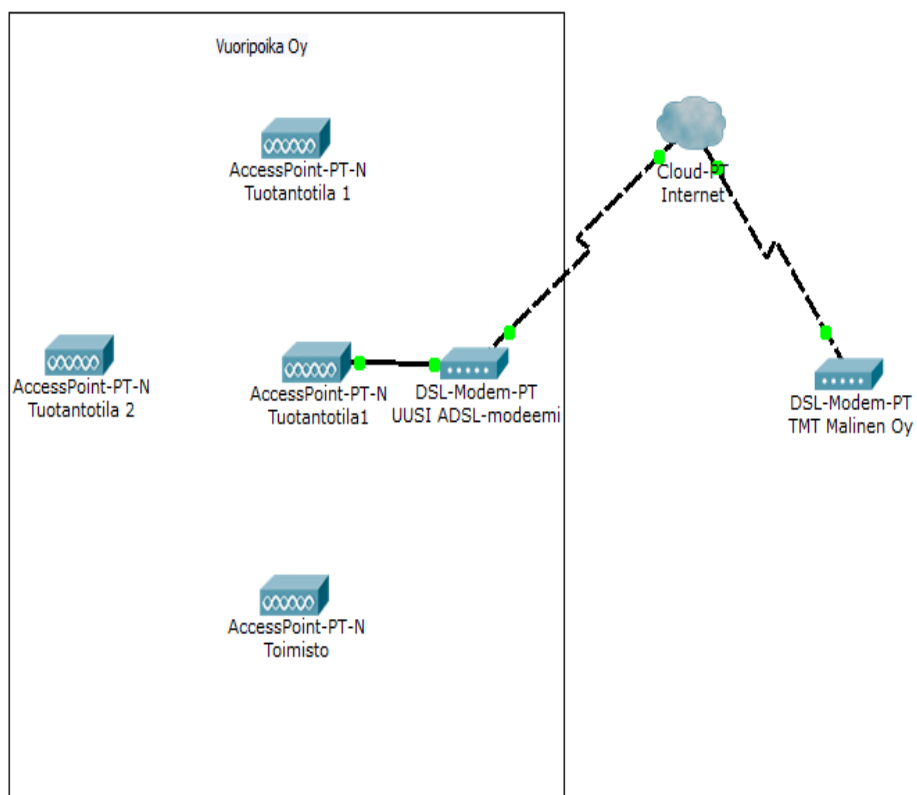 Vuoripoika Oy
AccessPoint-PT-N
Tuotantotila 1
Cloud-PT
Internet
AccessPoint-PT-N
Tuotantotila 2
AccessPoint-PT-N
Tuotantotila1
DSL-Modem-PT
UUSI ADSL-modeemi
DSL-Modem-PT
TMT Malinen Oy
AccessPoint-PT-N
Toimisto